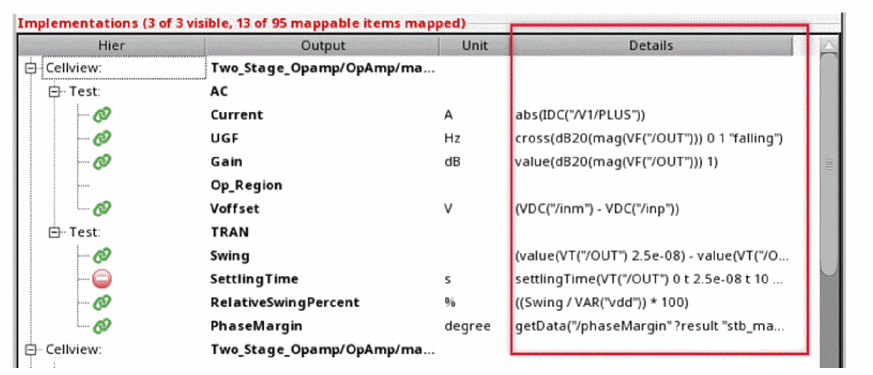 Implementations (3 of 3 visible, 13 of 95 mappable items mapped)
Hier Output Unit Details
Cellview: Two_Stage_Opamp/OpAmp/ma...
Test: AC
Current A abs(IDC("/V1/PLUS"))
UGF Hz cross(dB20(mag(VF("/OUT"))) 0 1 "falling")
Gain dB value(dB20(mag(VF("/OUT"))) 1)
Op_Region
Voffset V (VDC("/inm") - VDC("/inp"))
Test: TRAN
Swing (value(VT("/OUT") 2.5e-08) - value(VT("/O...
SettlingTime s settlingTime(VT("/OUT") 0 t 2.5e-08 t 10 ...
RelativeSwingPercent % ((Swing / VAR("vdd")) * 100)
PhaseMargin degree getData("/phaseMargin" ?result "stb_ma...
Cellview: Two_Stage_Opamp/OpAmp/ma...